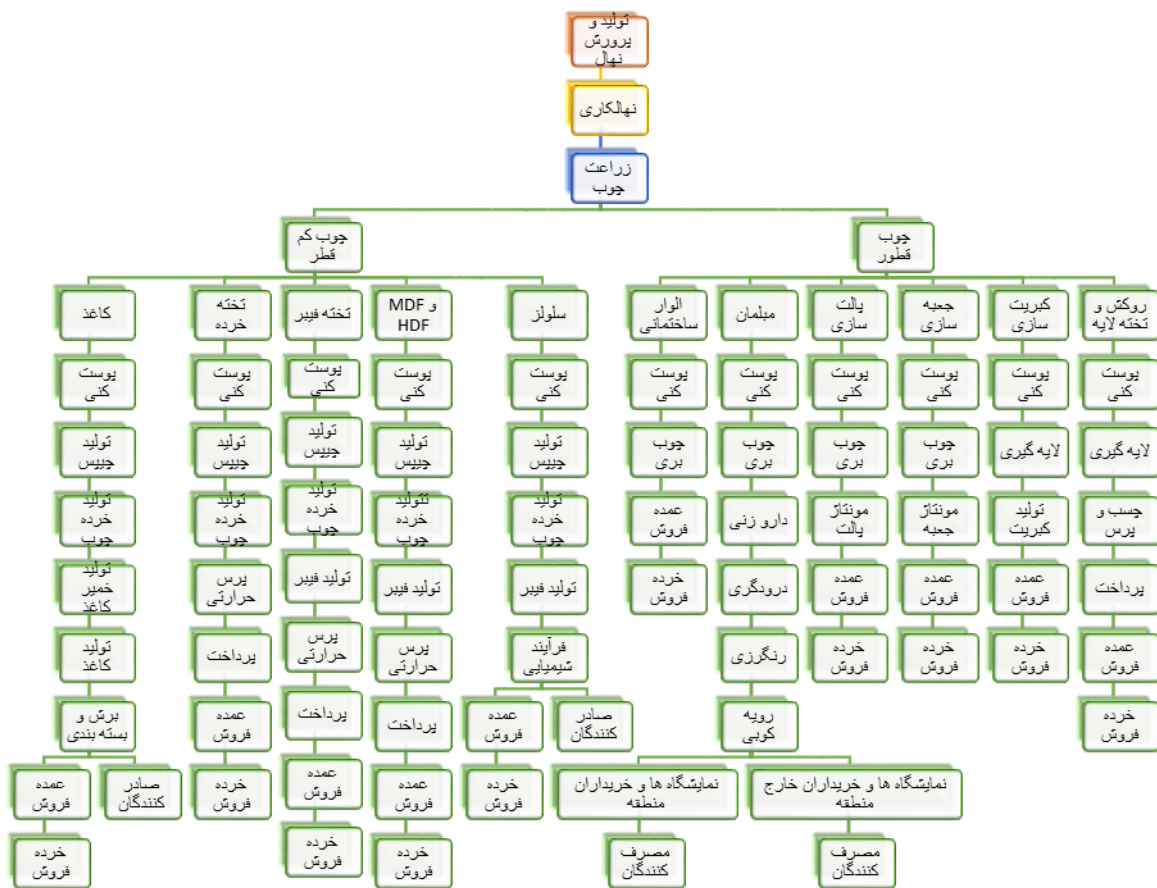 تولید و
پرورش
نهال
نهالکاری
زراعت
چوب
چوب
قطور
چوب کم
قطر
روکش و
تخته لایه
کبریت
سازی
جعبه
سازی
پالت
سازی
مبلمان
الوار
ساختمانی
سلولز
MDF و
HDF
تخته فیبر
تخته
خرده
کاغذ
پوست
کنی
پوست
کنی
پوست
کنی
پوست
کنی
پوست
کنی
پوست
کنی
پوست
کنی
پوست
کنی
پوست
کنی
پوست
کنی
پوست
کنی
لایه گیری
لایه گیری
چوب
بری
چوب
بری
چوب
بری
چوب
بری
تولید
چیپس
تولید
چیپس
تولید
چیپس
تولید
چیپس
تولید
چیپس
چسب و
پرس
تولید
کبریت
مونتاژ
جعبه
مونتاژ
پالت
دارو زنی
عمده
فروش
تولید
خرده
چوب
تتولید
خرده
چوب
تولید
خرده
چوب
تولید
خرده
چوب
تولید
خرده
چوب
پرداخت
عمده
فروش
عمده
فروش
عمده
فروش
درودگری
خرده
فروش
تولید فیبر
تولید فیبر
تولید فیبر
پرس
حرارتی
تولید
خمیر
کاغذ
عمده
فروش
خرده
فروش
خرده
فروش
خرده
فروش
رنگرزی
فرآیند
شیمیایی
پرس
حرارتی
پرس
حرارتی
پرداخت
تولید
کاغذ
خرده
فروش
رویه
کوبی
صادر
کنندگان
عمده
فروش
پرداخت
پرداخت
عمده
فروش
برش و
بسته بندی
نمایشگاه ها و خریداران خارج
منطقه
نمایشگاه ها و خریداران
منطقه
خرده
فروش
عمده
فروش
عمده
فروش
خرده
فروش
صادر
کنندگان
عمده
فروش
مصرف
کنندگان
مصرف
کنندگان
خرده
فروش
خرده
فروش
خرده
فروش